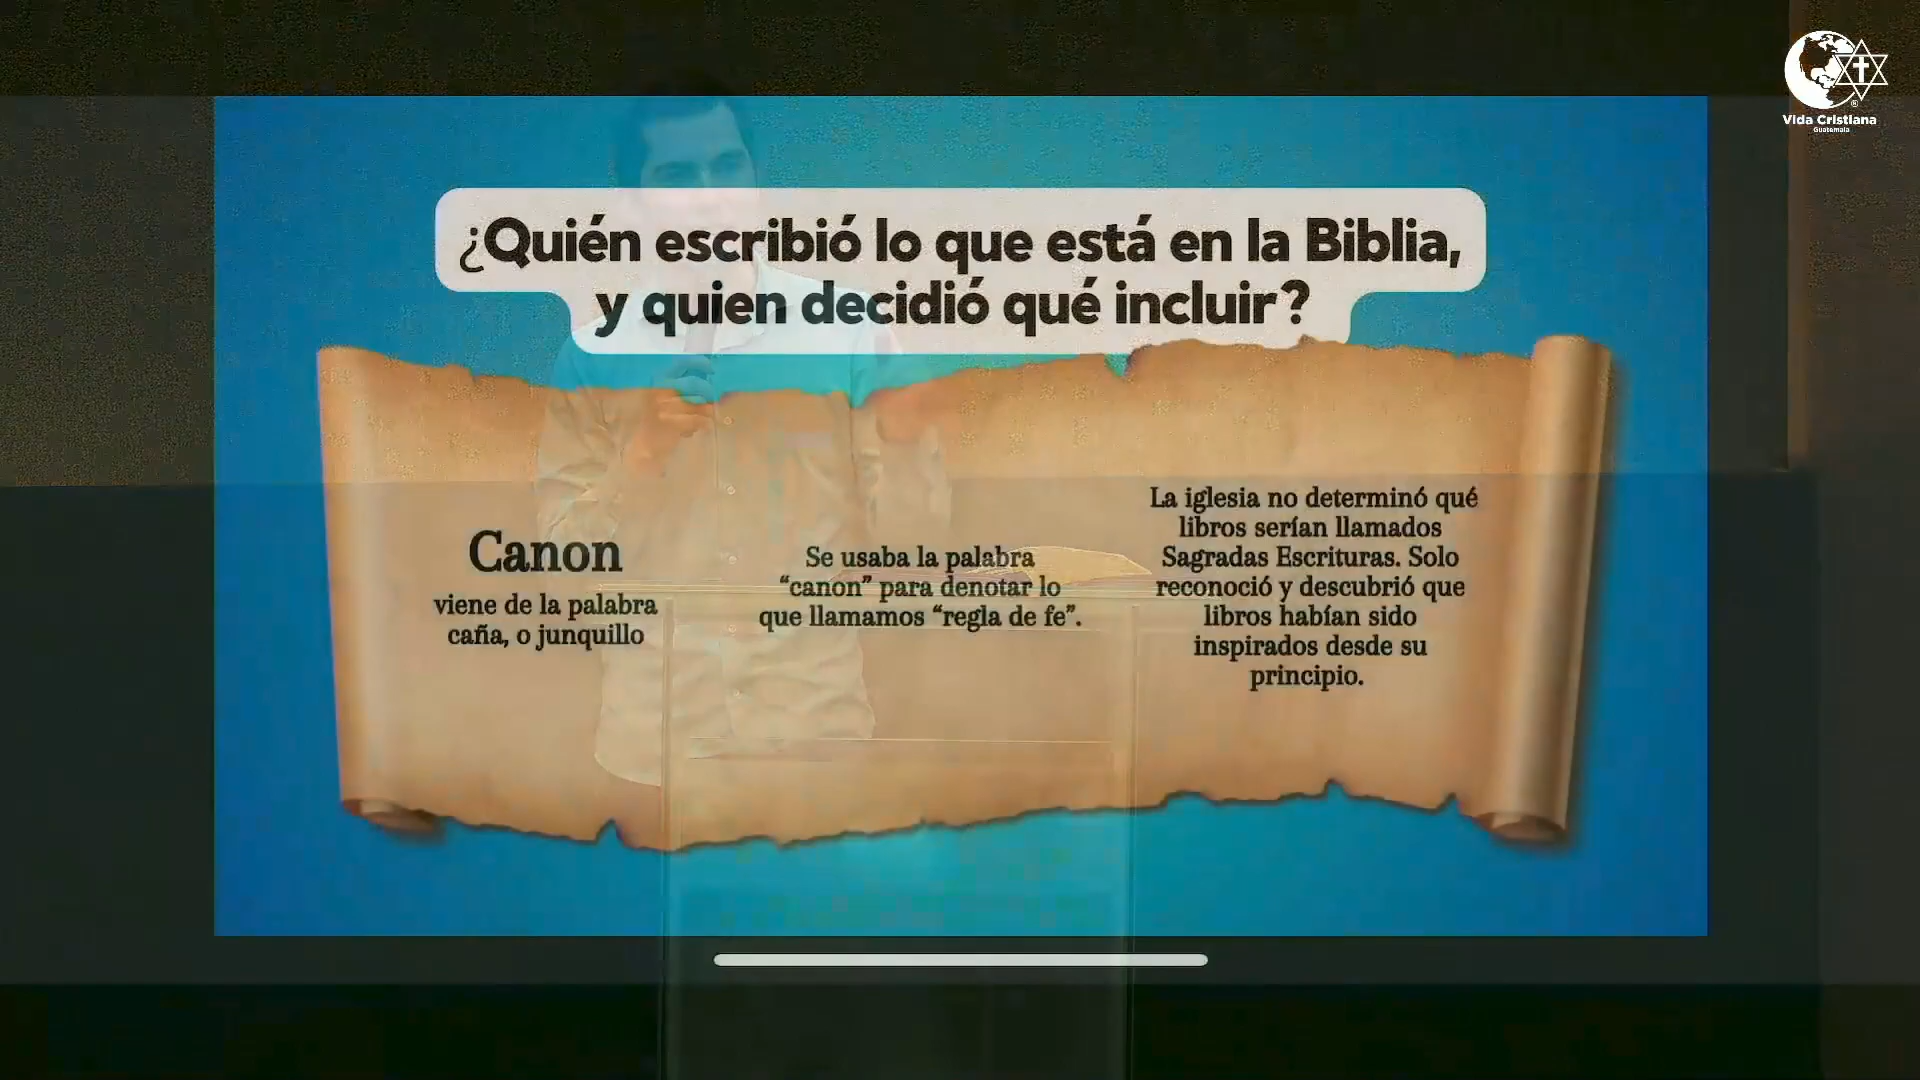 Vida Cristiana
Guatemala
¿Quién escribió lo que está en la Biblia,
y quien decidió qué incluir?
Canon
viene de la palabra
caña, o junquillo
Se usaba la palabra
“canon” para denotar lo
que llamamos “regla de fe”.
La iglesia no determinó qué
libros serían llamados
Sagradas Escrituras. Solo
reconoció y descubrió que
libros habían sido
inspirados desde su
principio.